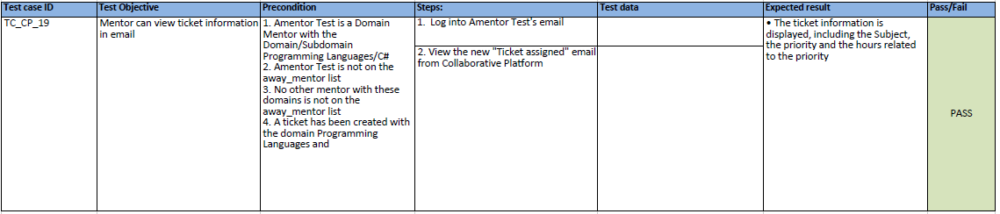 Test case ID Test Objective Precondition Steps: Test data Expected result Pass/Fail
TC_CP_19
Mentor can view ticket information
in email
1. Amentor Test is a Domain
Mentor with the
Domain/Subdomain
Programming Languages/C#
2. Amentor Test is not on the
away_mentor list
3. No other mentor with these
domains is not on the
away_mentor list
4. A ticket has been created with
the domain Programming
Languages and
1.  Log into Amentor Test's email
2. View the new "Ticket assigned" email
from Collaborative Platform
• The ticket information is
displayed, including the Subject,
the priority and the hours related
to the priority
PASS